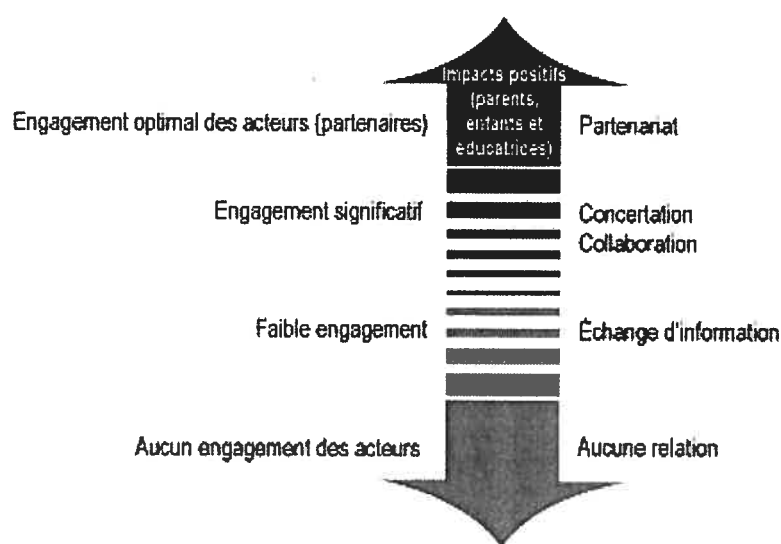 Impacts positifs
(parents,
enfants et
éducatrices)
Engagement optimal des acteurs (partenaires)
Partenariat
Engagement significatif
Concertation
Collaboration
Faible engagement
Échange d'information
Aucun engagement des acteurs
Aucune relation